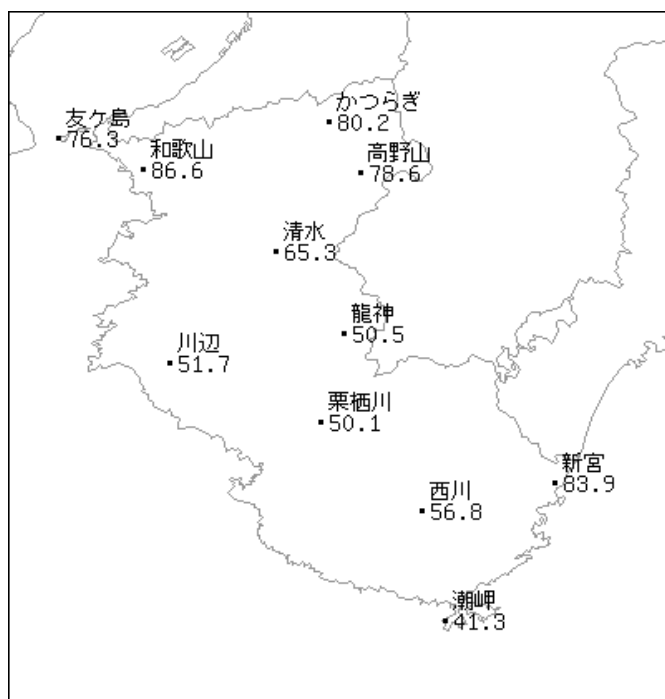 かつらぎ
80.2
友ケ島
76.3
和歌山
86.6
高野山
78.6
清水
65.3
龍神
50.5
川辺
51.7
栗栖川
50.1
新宮
83.9
西川
56.8
潮岬
41.3